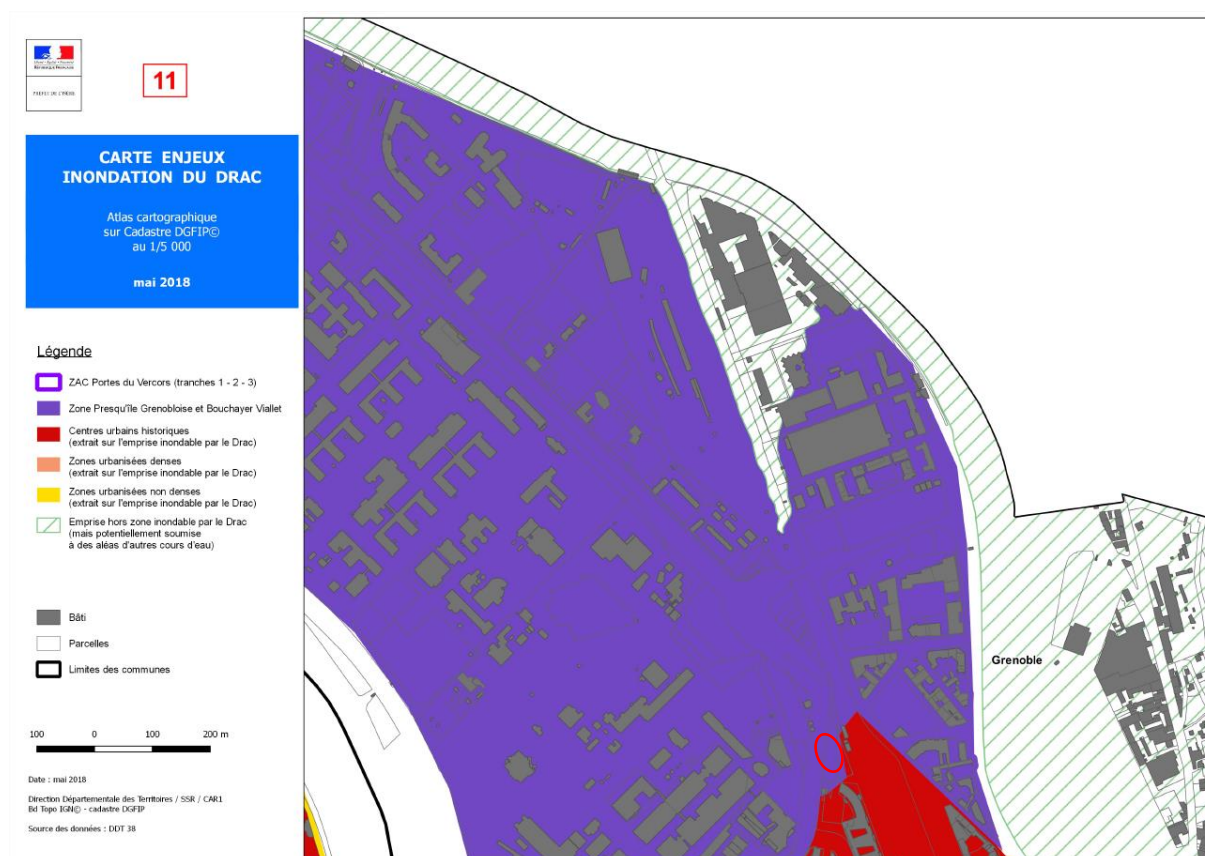 RÉPUBLIQUE FRANÇAISE
PRÉFET DE L'ISÈRE
11
CARTE ENJEUX
INONDATION DU DRAC
Atlas cartographique
sur Cadastre DGFIP©
au 1/5 000
mai 2018
Légende
ZAC Portes du Vercors (tranches 1 - 2 - 3)
Zone Presqu'île Grenobloise et Bouchayer Viallet
Centres urbains historiques
(extrait sur l'emprise inondable par le Drac)
Zones urbanisées denses
(extrait sur l'emprise inondable par le Drac)
Zones urbanisées non denses
(extrait sur l'emprise inondable par le Drac)
Emprise hors zone inondable par le Drac
(mais potentiellement soumise
à des aléas d'autres cours d'eau)
Bâti
Parcelles
Limites des communes
100 0 100 200 m
Date : mai 2018
Direction Départementale des Territoires / SSR / CAR1
Bd Topo IGN© - cadastre DGFIP
Source des données : DDT 38
Grenoble